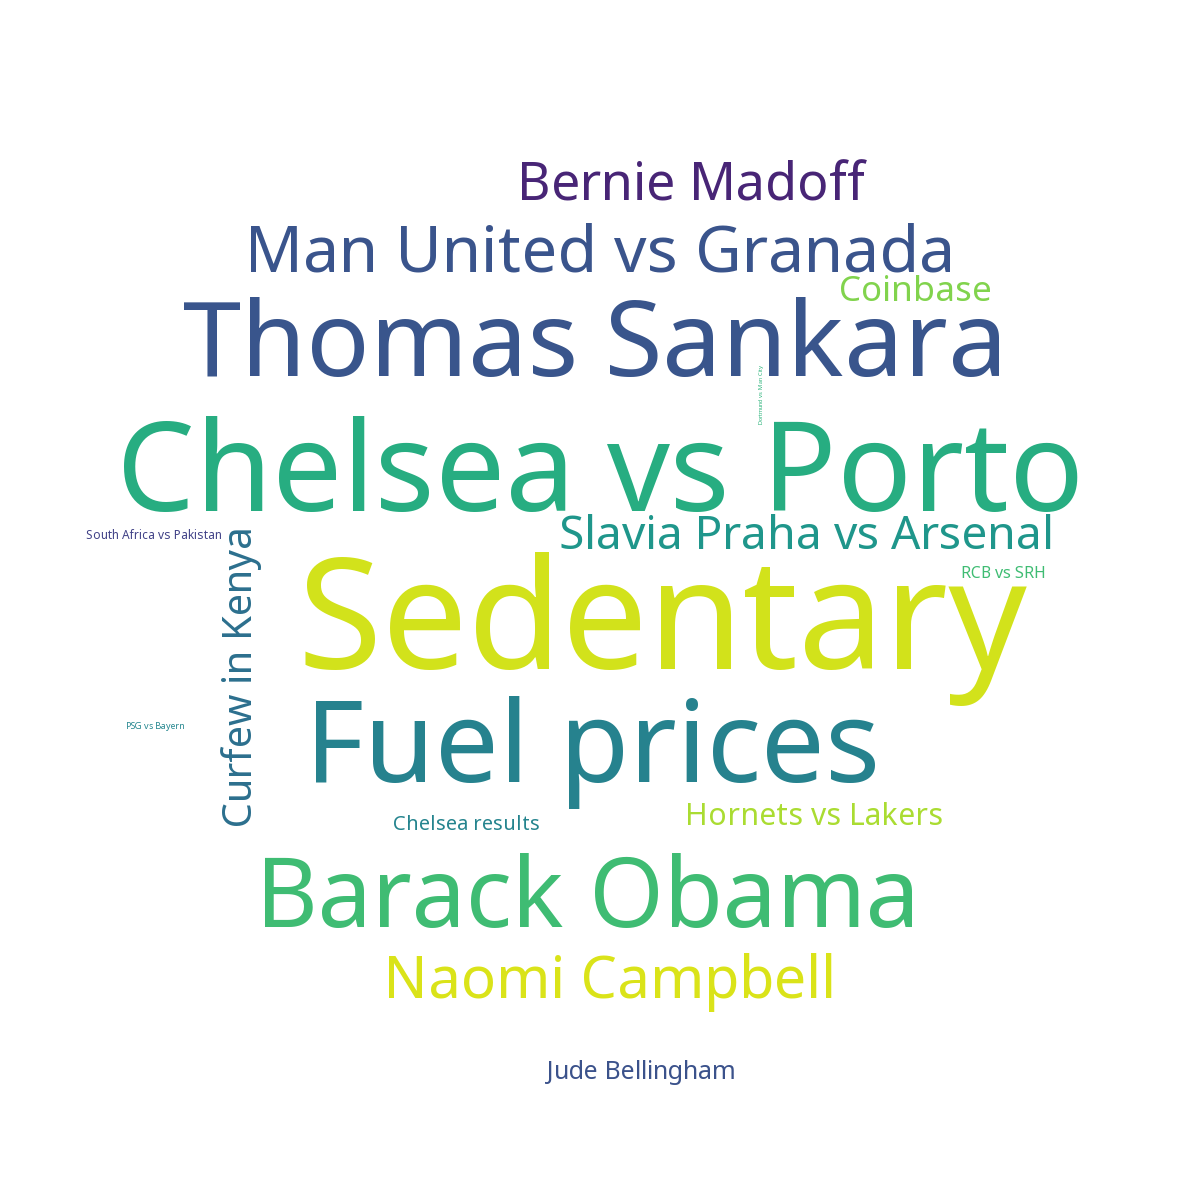 Bernie Madoff
Man United vs Granada
Coinbase
Thomas Sankara
Dortmund vs Man City
Chelsea vs Porto
Slavia Praha vs Arsenal
South Africa vs Pakistan
Curfew in Kenya
RCB vs SRH
Sedentary
Fuel prices
PSG vs Bayern
Hornets vs Lakers
Chelsea results
Barack Obama
Naomi Campbell
Jude Bellingham